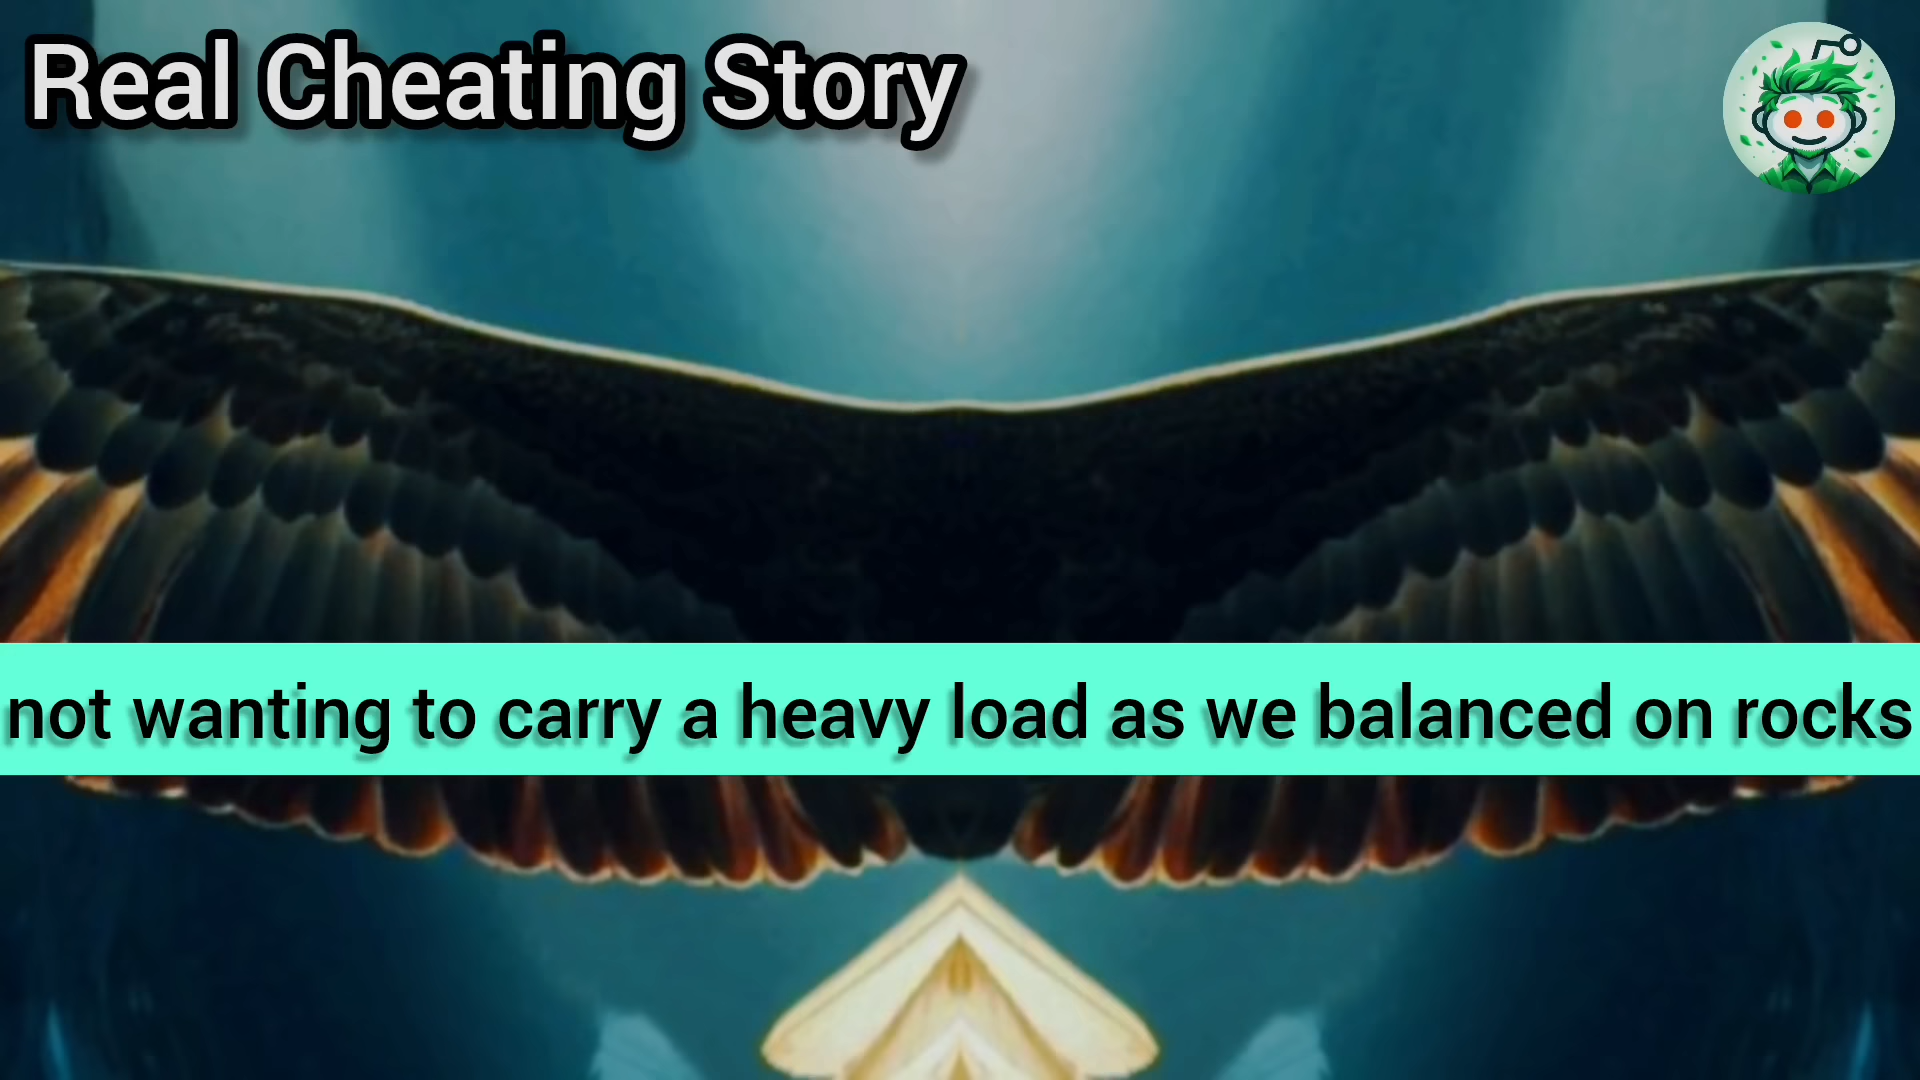 Real Cheating Story
not wanting to carry a heavy load as we balanced on rocks